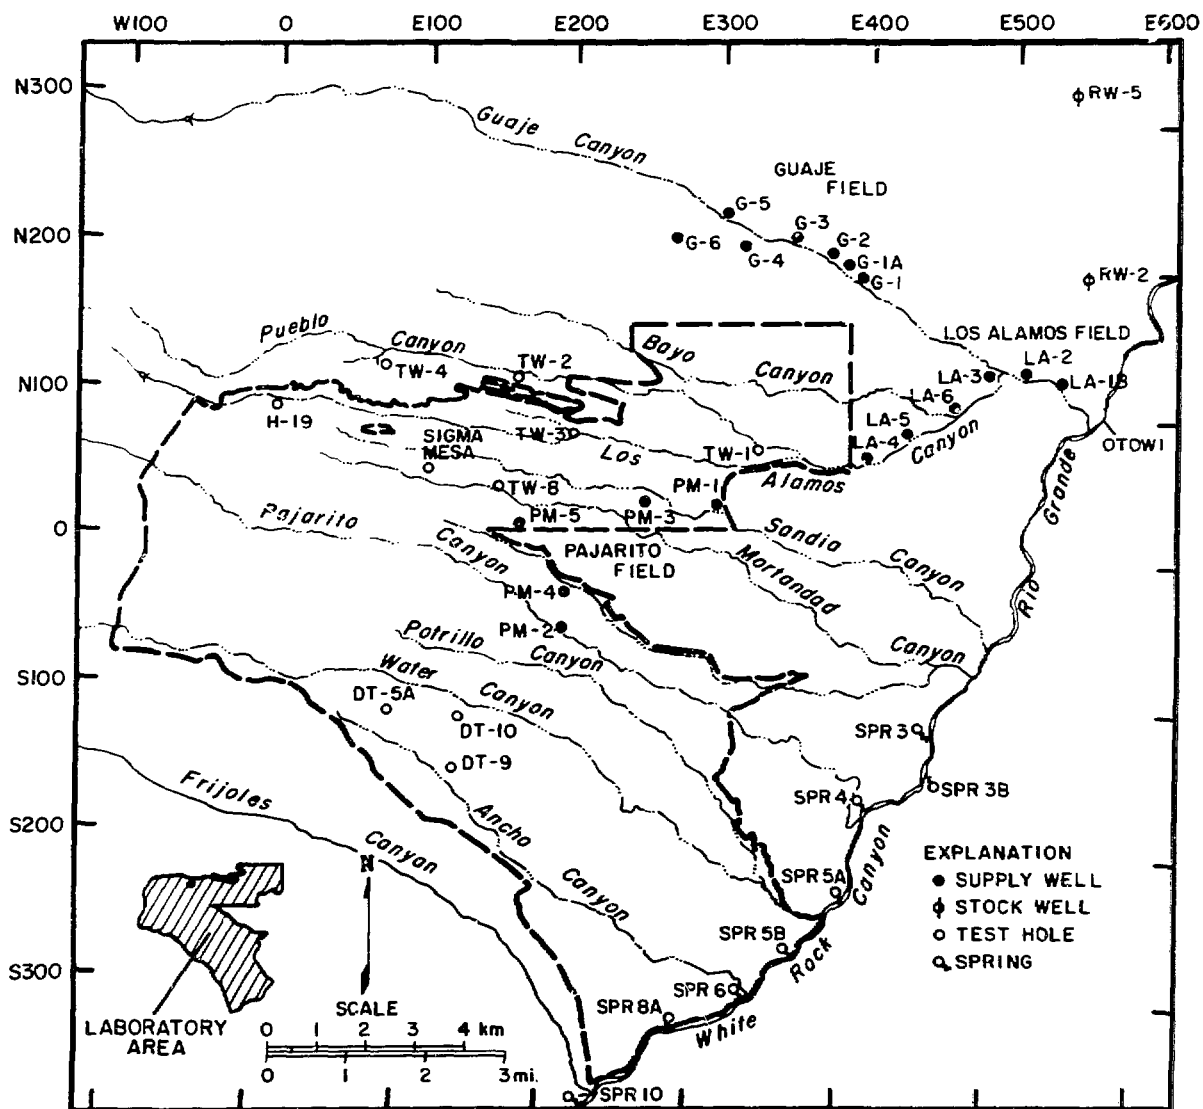 W100 0 E100 E200 E300 E400 E500 E600
N300
N200
N100
0
S100
S200
S300
RW-5
Guaje Canyon
GUAJE
FIELD
G-5
G-3
G-2
G-6
G-4
G-1A
G-1
RW-2
Pueblo Canyon
Bayo Canyon
LOS ALAMOS FIELD
LA-2
LA-3
LA-1B
LA-6
LA-5
LA-4
TW-4
TW-2
H-19
SIGMA
MESA
TW-3
TW-1
Los Alamos Canyon
OTOWI
TW-8
PM-1
PM-5
PM-3
Pajarito Canyon
PAJARITO
FIELD
Sandia Canyon
Mortandad Canyon
Rio Grande
PM-4
PM-2
Potrillo Canyon
Water Canyon
DT-5A
DT-10
DT-9
SPR 3
SPR 3B
SPR 4
Frijoles Canyon
Ancho Canyon
SPR 5A
SPR 5B
SPR 6
SPR 8A
SPR 10
White Rock Canyon
EXPLANATION
SUPPLY WELL
STOCK WELL
TEST HOLE
SPRING
N
LABORATORY
AREA
SCALE
0 1 2 3 4 km
0 1 2 3 mi.